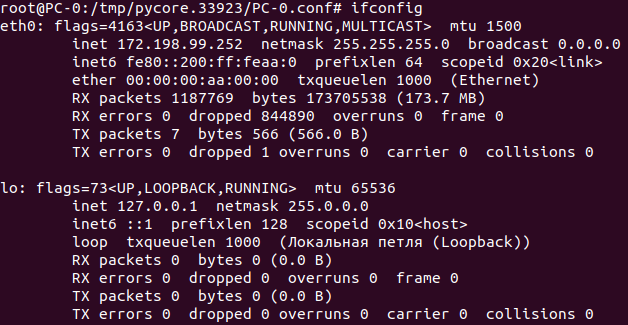 root@PC-0:/tmp/pycore.33923/PC-0.conf# ifconfig
eth0: flags=4163<UP,BROADCAST,RUNNING,MULTICAST>  mtu 1500
        inet 172.198.99.252  netmask 255.255.255.0  broadcast 0.0.0.0
        inet6 fe80::200:ff:feaa:0  prefixlen 64  scopeid 0x20<link>
        ether 00:00:00:aa:00:00  txqueuelen 1000  (Ethernet)
        RX packets 1187769  bytes 173705538 (173.7 MB)
        RX errors 0  dropped 844890  overruns 0  frame 0
        TX packets 7  bytes 566 (566.0 B)
        TX errors 0  dropped 1 overruns 0  carrier 0  collisions 0

lo: flags=73<UP,LOOPBACK,RUNNING>  mtu 65536
        inet 127.0.0.1  netmask 255.0.0.0
        inet6 ::1  prefixlen 128  scopeid 0x10<host>
        loop  txqueuelen 1000  (Локальная петля (Loopback))
        RX packets 0  bytes 0 (0.0 B)
        RX errors 0  dropped 0  overruns 0  frame 0
        TX packets 0  bytes 0 (0.0 B)
        TX errors 0  dropped 0 overruns 0  carrier 0  collisions 0